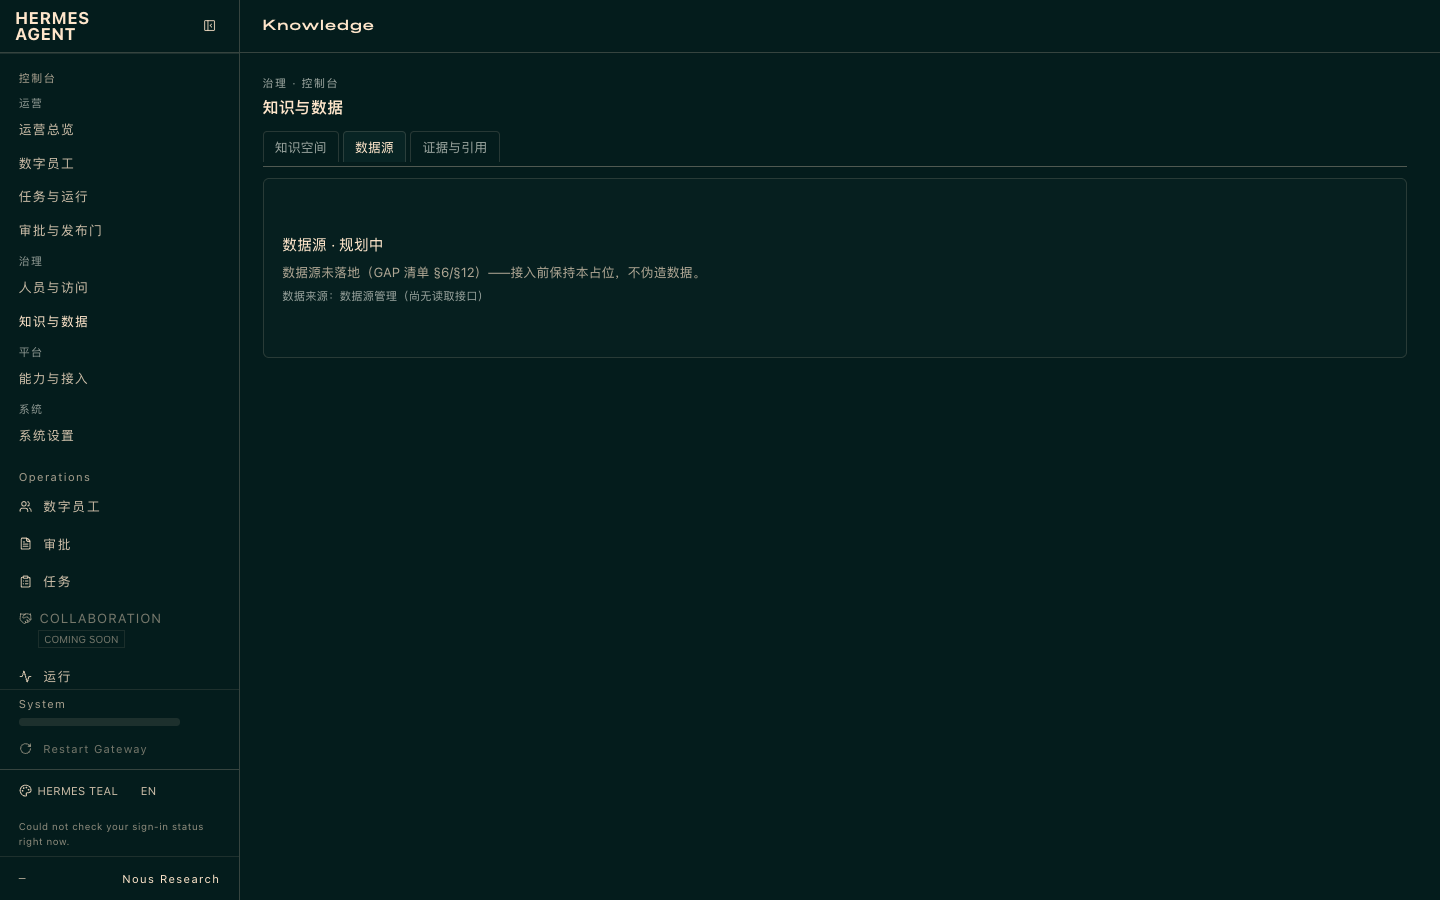 HERMES
AGENT
Knowledge
控制台
运营
运营总览
数字员工
任务与运行
审批与发布门
治理
人员与访问
知识与数据
平台
能力与接入
系统
系统设置
Operations
数字员工
审批
任务
COLLABORATION
COMING SOON
运行
System
Restart Gateway
HERMES TEAL EN
Could not check your sign-in status
right now.
– Nous Research
治理 · 控制台
知识与数据
知识空间 数据源 证据与引用
数据源 · 规划中
数据源未落地（GAP 清单 §6/§12）——接入前保持本占位，不伪造数据。
数据来源：数据源管理（尚无读取接口）